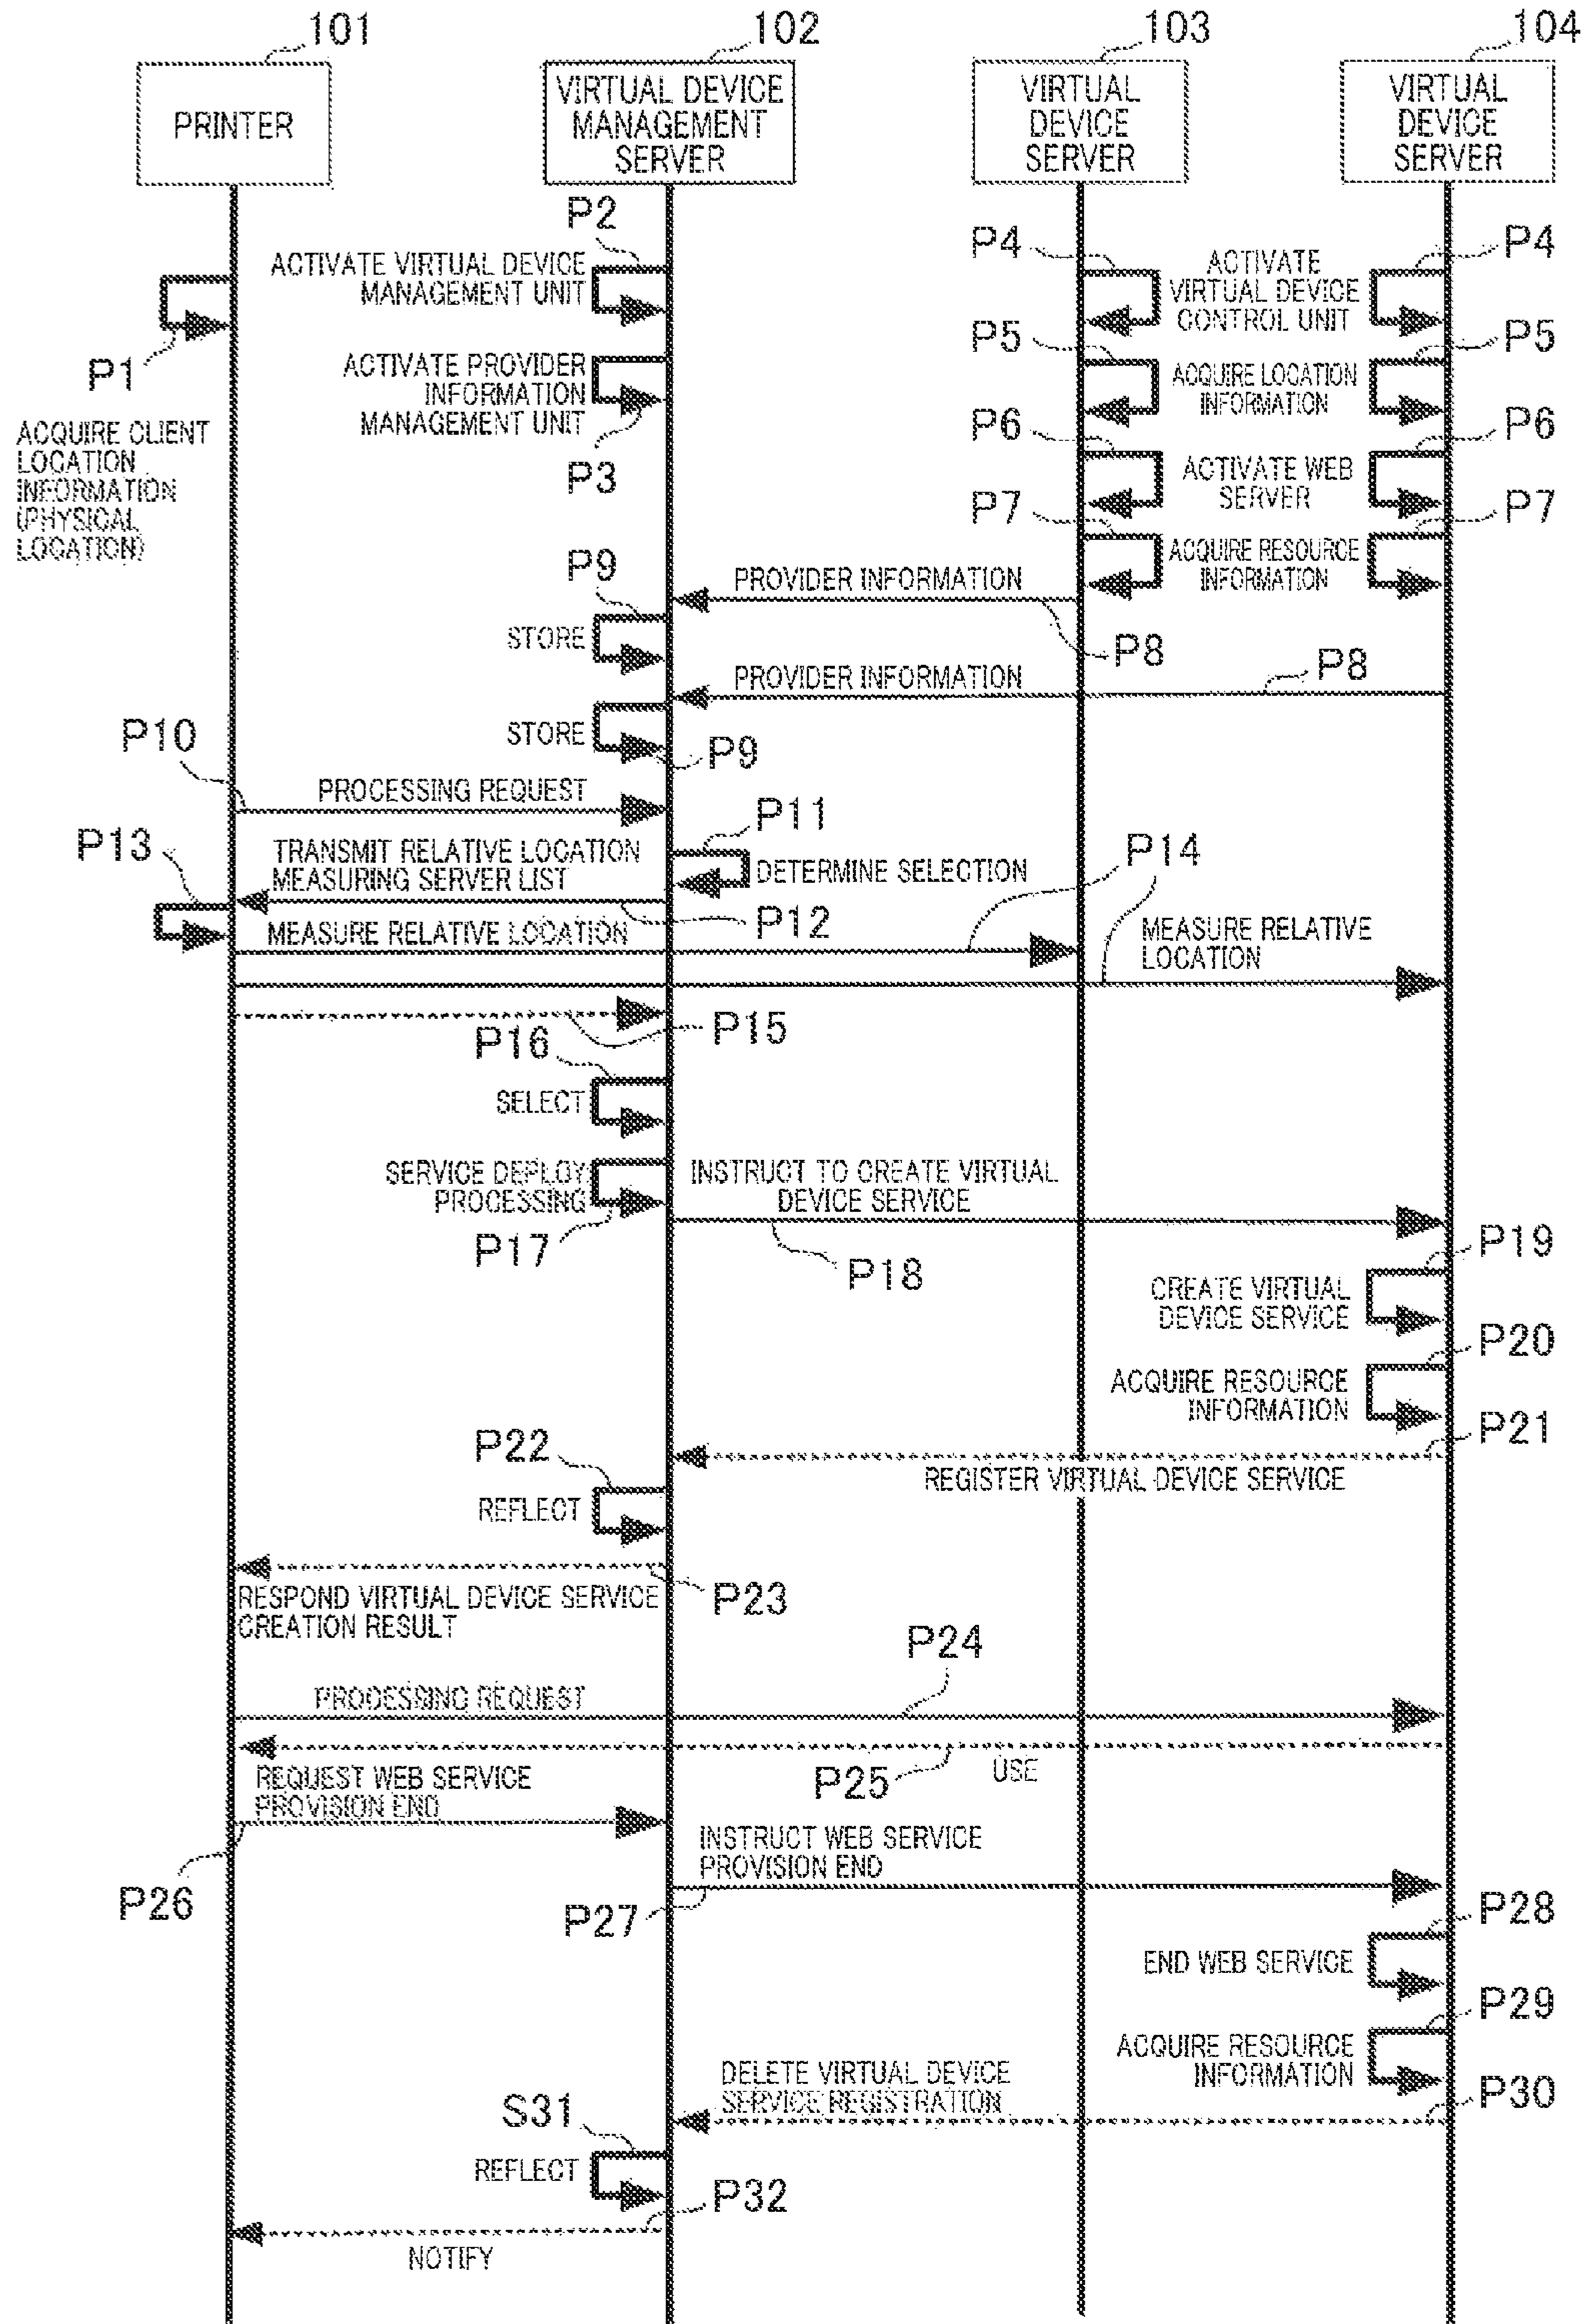 101
102
103
104
PRINTER
VIRTUAL DEVICE
MANAGEMENT
SERVER
VIRTUAL
DEVICE
SERVER
VIRTUAL
DEVICE
SERVER
P1
ACQUIRE CLIENT
LOCATION
INFORMATION
(PHYSICAL
LOCATION)
P2
ACTIVATE VIRTUAL DEVICE
MANAGEMENT UNIT
ACTIVATE PROVIDER
INFORMATION
MANAGEMENT UNIT
P3
P4
ACTIVATE
VIRTUAL DEVICE
CONTROL UNIT
P4
P5
ACQUIRE LOCATION
INFORMATION
P5
P6
ACTIVATE WEB
SERVER
P6
P7
ACQUIRE RESOURCE
INFORMATION
P7
PROVIDER INFORMATION
P8
P9
STORE
PROVIDER INFORMATION
P8
STORE
P9
P10
PROCESSING REQUEST
P11
DETERMINE SELECTION
TRANSMIT RELATIVE LOCATION
MEASURING SERVER LIST
P12
P13
MEASURE RELATIVE LOCATION
P14
MEASURE RELATIVE
LOCATION
P15
P16
SELECT
SERVICE DEPLOY
PROCESSING
P17
INSTRUCT TO CREATE VIRTUAL
DEVICE SERVICE
P18
P19
CREATE VIRTUAL
DEVICE SERVICE
P20
ACQUIRE RESOURCE
INFORMATION
P21
REGISTER VIRTUAL DEVICE SERVICE
P22
REFLECT
P23
RESPOND VIRTUAL DEVICE SERVICE
CREATION RESULT
P24
PROCESSING REQUEST
P25
USE
REQUEST WEB SERVICE
PROVISION END
P26
INSTRUCT WEB SERVICE
PROVISION END
P27
P28
END WEB SERVICE
P29
ACQUIRE RESOURCE
INFORMATION
P30
DELETE VIRTUAL DEVICE
SERVICE REGISTRATION
S31
REFLECT
P32
NOTIFY